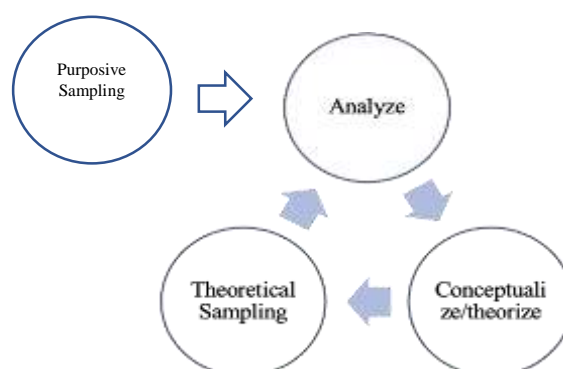 Purposive
Sampling
Analyze
Theoretical
Sampling
Conceptuali
ze/theorize